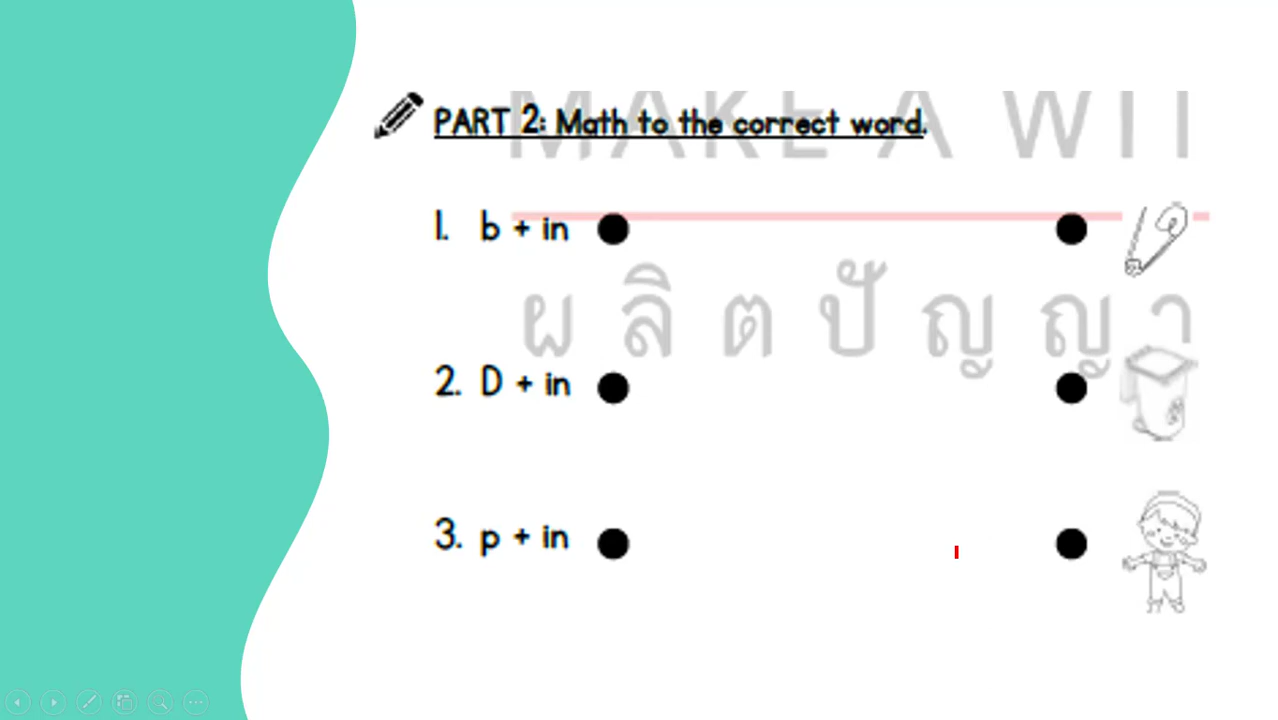 MAKE A WIT
PART 2: Math to the correct word.
1. b + in
ผลิตปัญญา
2. D + in
3. p + in